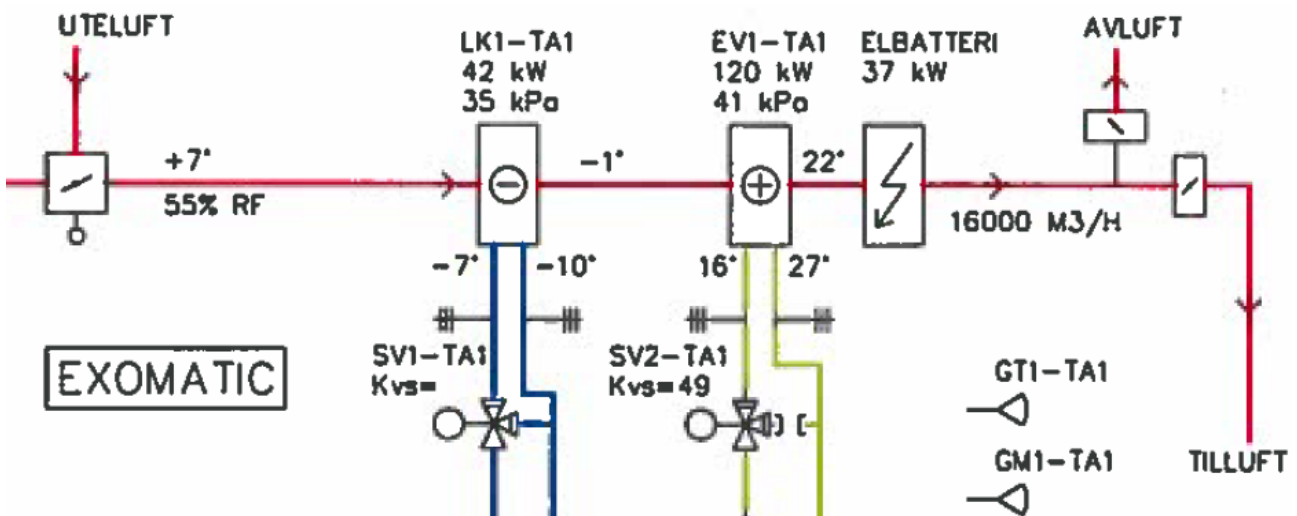 UTELUFT
LK1-TA1
42 kW
35 kPa
EV1-TA1
120 kW
41 kPa
ELBATTERI
37 kW
AVLUFT
+7°
55% RF
-1°
22°
16000 M3/H
-7°
-10°
16°
27°
EXOMATIC
SV1-TA1
Kvs=
SV2-TA1
Kvs=49
GT1-TA1
GM1-TA1
TILLUFT